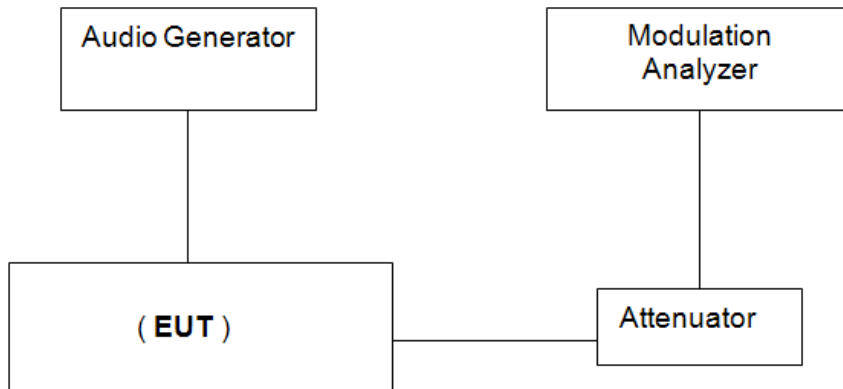 Audio Generator
Modulation
Analyzer
( EUT )
Attenuator